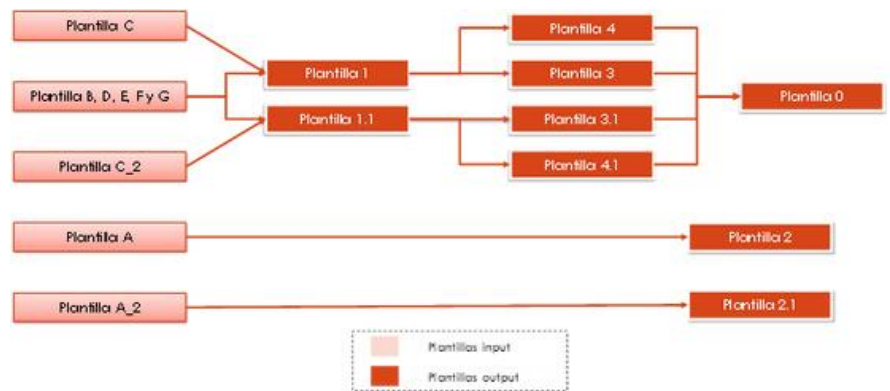 Plantilla C
Plantilla 4
Plantilla 1
Plantilla 3
Plantilla B, D, E, F y G
Plantilla 0
Plantilla 1.1
Plantilla 3.1
Plantilla C_2
Plantilla 4.1
Plantilla A
Plantilla 2
Plantilla A_2
Plantilla 2.1
Plantillas input
Plantillas output